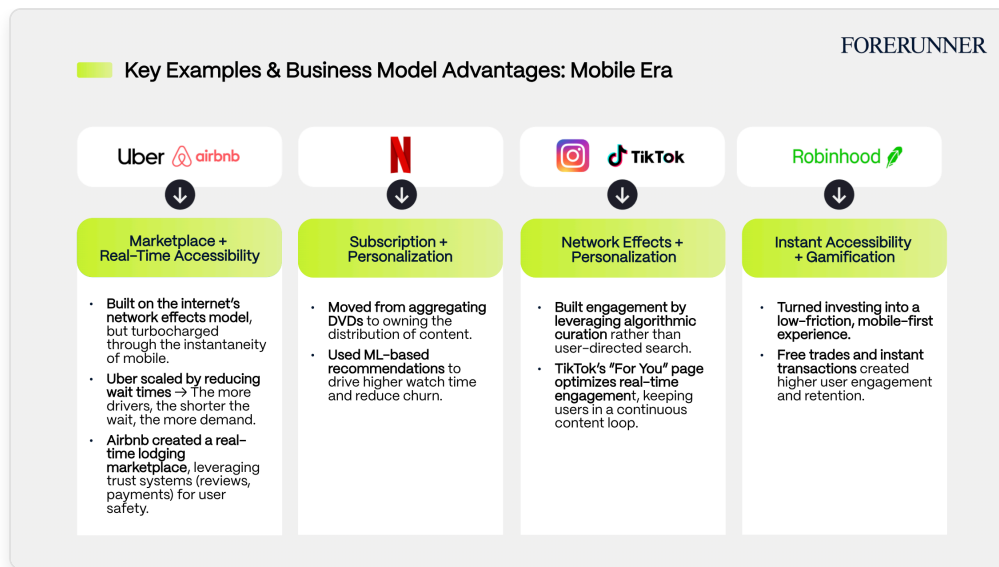 FORERUNNER
Key Examples & Business Model Advantages: Mobile Era
Uber airbnb
Marketplace +
Real-Time Accessibility
• Built on the internet's
network effects model,
but turbocharged
through the instantaneity
of mobile.
• Uber scaled by reducing
wait times → The more
drivers, the shorter the
wait, the more demand.
• Airbnb created a real-
time lodging
marketplace, leveraging
trust systems (reviews,
payments) for user
safety.
N
Subscription +
Personalization
• Moved from aggregating
DVDs to owning the
distribution of content.
• Used ML-based
recommendations to
drive higher watch time
and reduce churn.
TikTok
Network Effects +
Personalization
• Built engagement by
leveraging algorithmic
curation rather than
user-directed search.
• TikTok's "For You" page
optimizes real-time
engagement, keeping
users in a continuous
content loop.
Robinhood
Instant Accessibility
+ Gamification
• Turned investing into a
low-friction, mobile-first
experience.
• Free trades and instant
transactions created
higher user engagement
and retention.